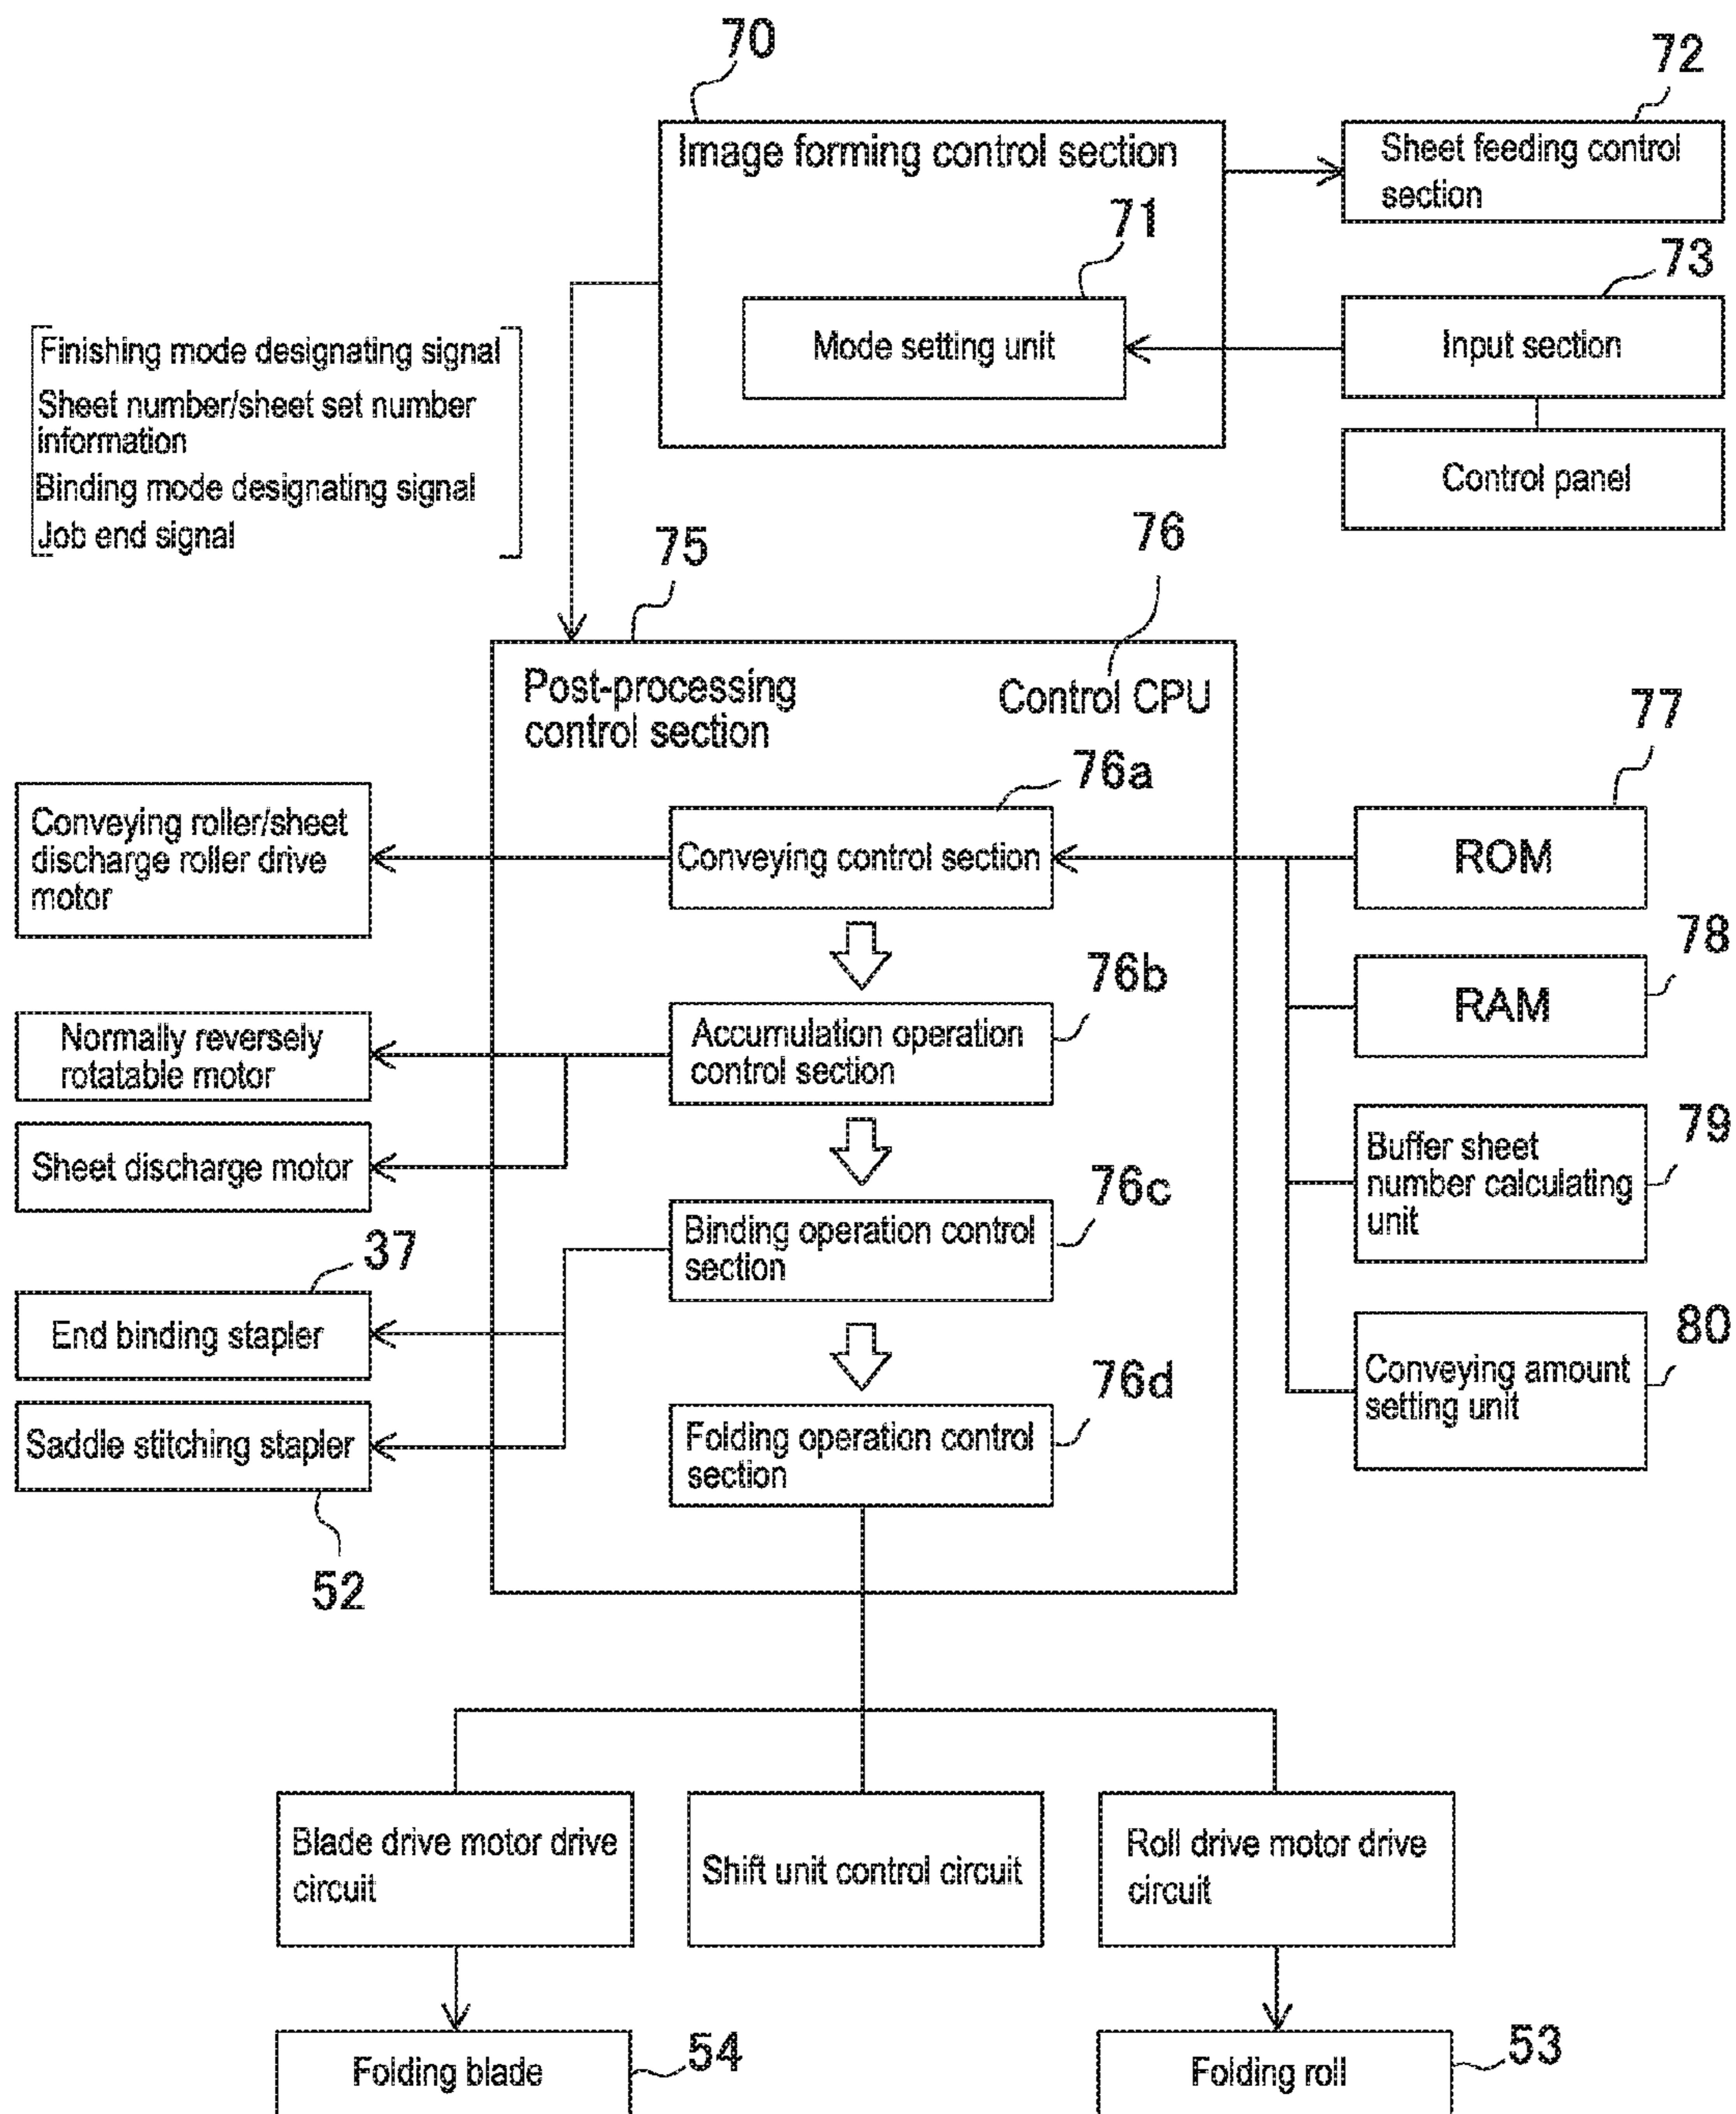 70
72
Image forming control section
Sheet feeding control
section
71
73
Mode setting unit
Input section
Control panel
Finishing mode designating signal
Sheet number/sheet set number
information
Binding mode designating signal
Job end signal
75
76
Post-processing
control section
Control CPU
77
76a
Conveying roller/sheet
discharge roller drive
motor
Conveying control section
ROM
78
76b
RAM
Normally reversely
rotatable motor
Accumulation operation
control section
79
Sheet discharge motor
Buffer sheet
number calculating
unit
76c
Binding operation control
section
37
End binding stapler
80
Conveying amount
setting unit
76d
Saddle stitching stapler
Folding operation control
section
52
Blade drive motor drive
circuit
Shift unit control circuit
Roll drive motor drive
circuit
Folding blade
54
Folding roll
53